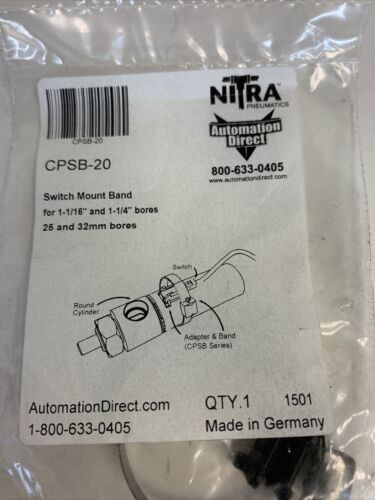 CPSB-20
CPSB-20
NITRA
PNEUMATICS
Automation
Direct
800-633-0405
www.automationdirect.com
Switch Mount Band
for 1-1/16" and 1-1/4" bores
25 and 32mm bores
Switch
Round
Cylinder
Adapter & Band
(CPSB Series)
AutomationDirect.com
QTY.1 1501
1-800-633-0405
Made in Germany